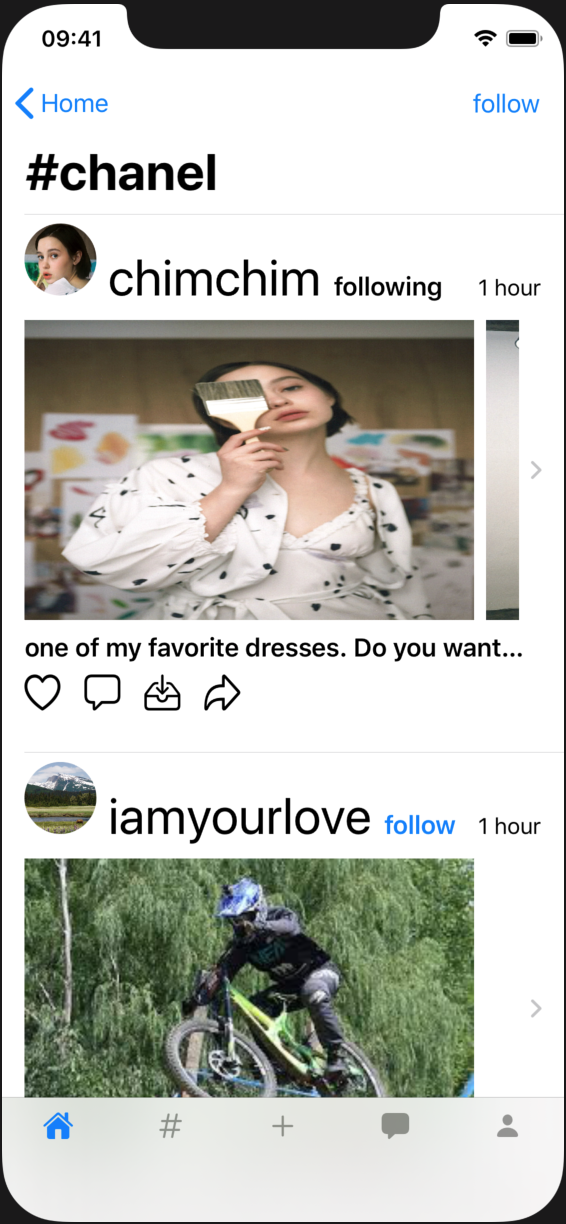 09:41
Home
follow
#chanel
chimchim following 1 hour
one of my favorite dresses. Do you want...
iamyourlove follow 1 hour
#